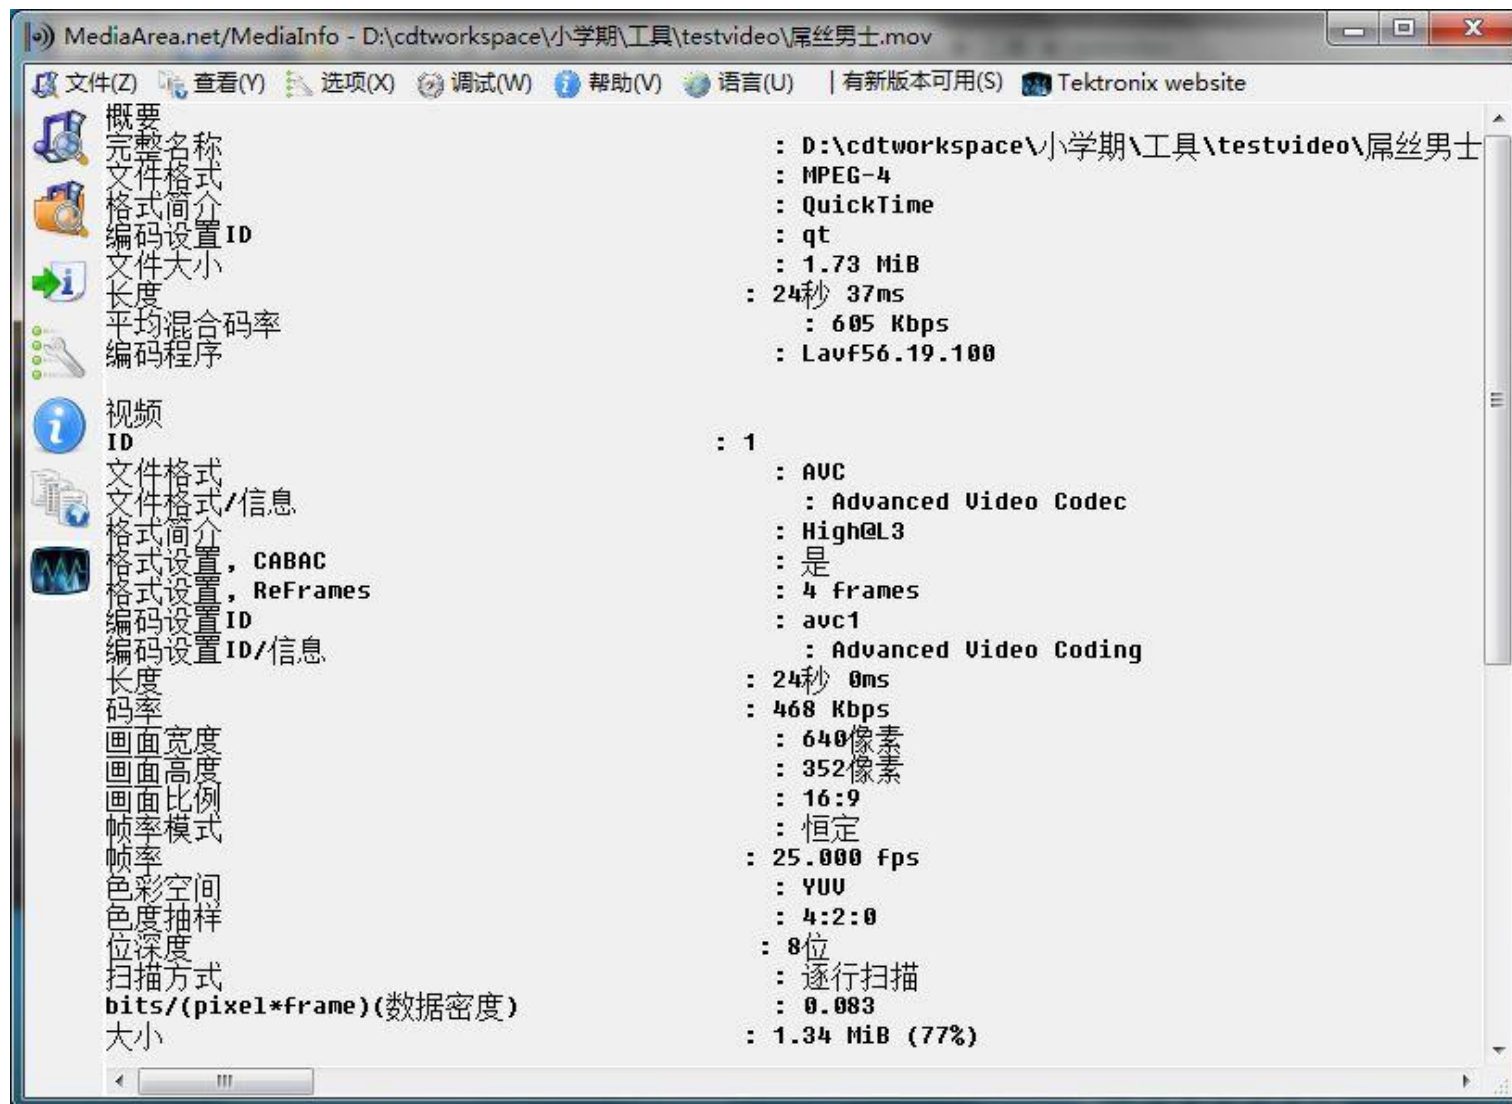 MediaArea.net/MediaInfo - D:\cdtworkspace\小学期\工具\testvideo\屌丝男士.mov
文件(Z) 查看(Y) 选项(X) 调试(W) 帮助(V) 语言(U) | 有新版本可用(S) Tektronix website
概要
完整名称 : D:\cdtworkspace\小学期\工具\testvideo\屌丝男士
文件格式 : MPEG-4
格式简介 : QuickTime
编码设置ID : qt
文件大小 : 1.73 MiB
长度 : 24秒 37ms
平均混合码率 : 605 Kbps
编码程序 : Lavf56.19.100
视频
ID : 1
文件格式 : AVC
文件格式/信息 : Advanced Video Codec
格式简介 : High@L3
格式设置, CABAC : 是
格式设置, ReFrames : 4 frames
编码设置ID : avc1
编码设置ID/信息 : Advanced Video Coding
长度 : 24秒 0ms
码率 : 468 Kbps
画面宽度 : 640像素
画面高度 : 352像素
画面比例 : 16:9
帧率模式 : 恒定
帧率 : 25.000 fps
色彩空间 : YUV
色度抽样 : 4:2:0
位深度 : 8位
扫描方式 : 逐行扫描
bits/(pixel*frame)(数据密度) : 0.083
大小 : 1.34 MiB (77%)